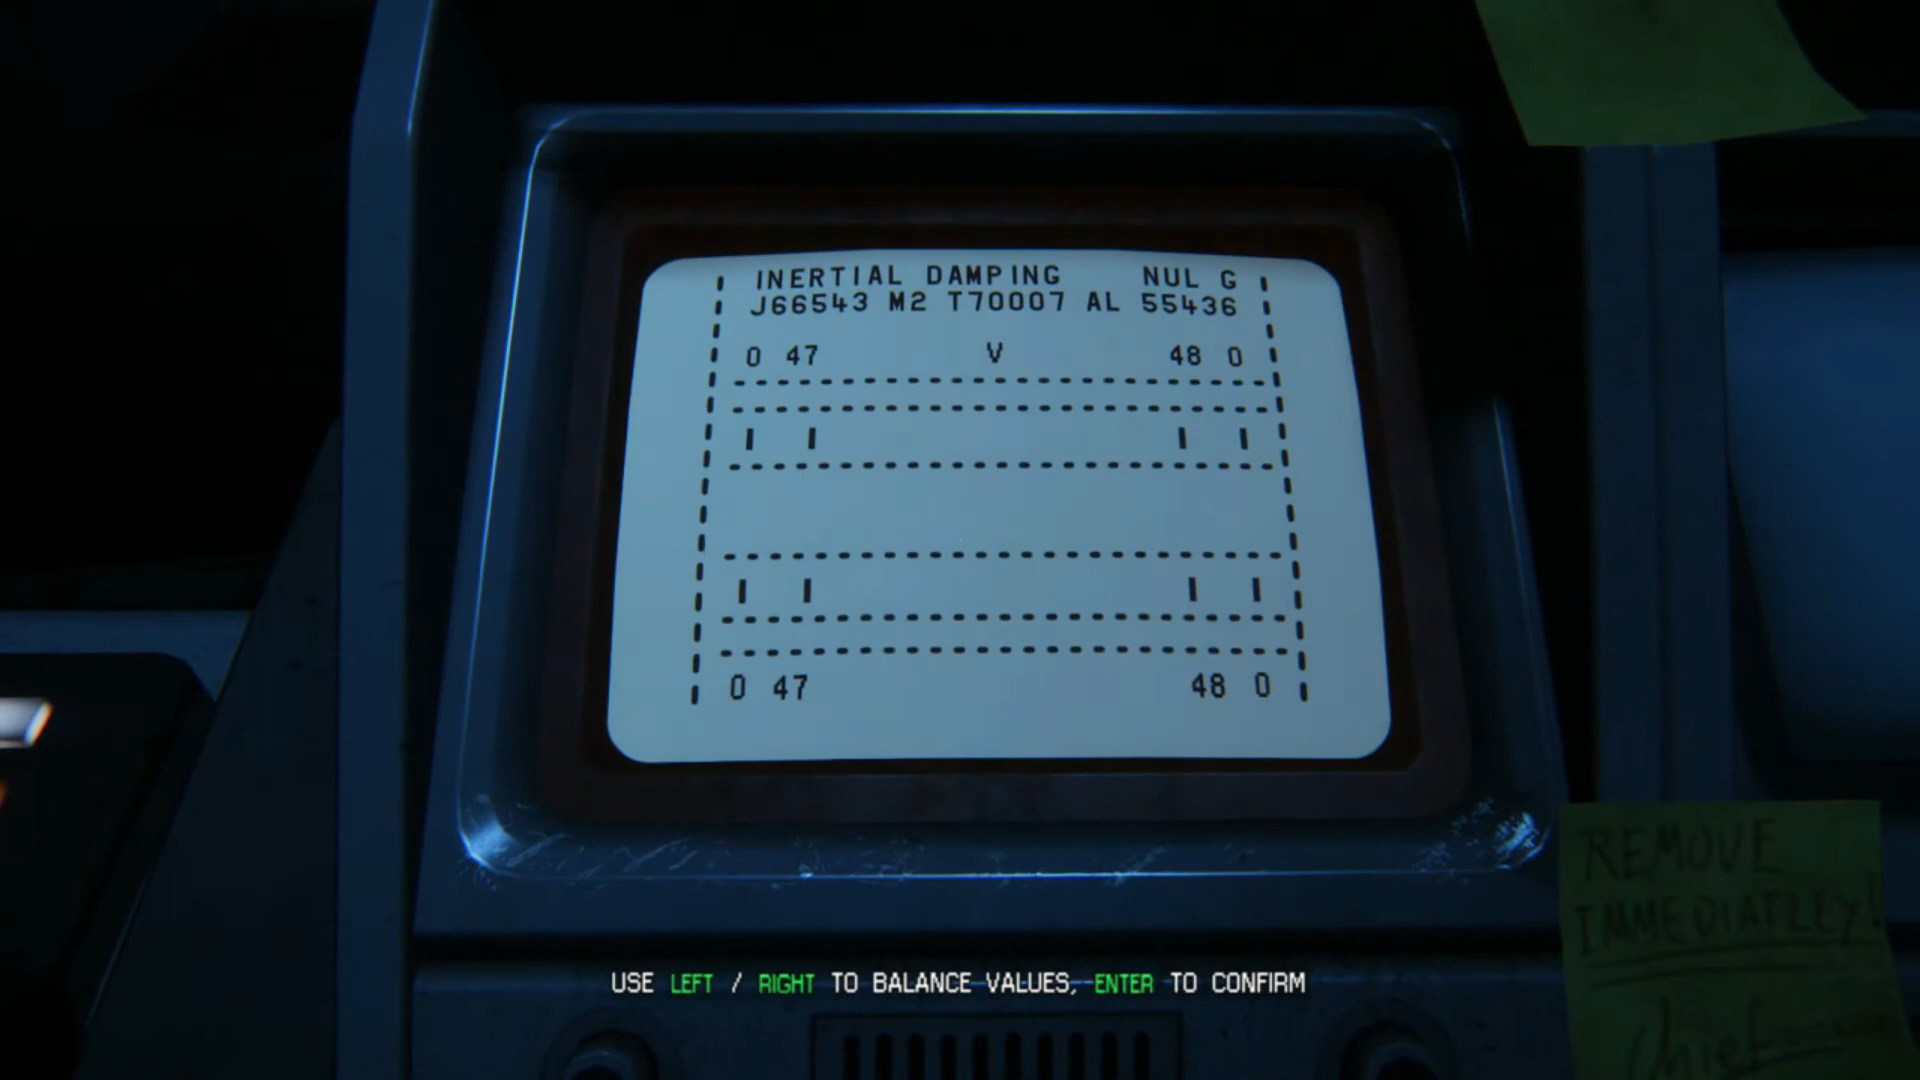 INERTIAL DAMPING NUL G
J66543 M2 T70007 AL 55436
0 47 V 48 0
0 47 48 0
REMOVE
IMMEDIATLEY!
Chief
USE LEFT / RIGHT TO BALANCE VALUES, ENTER TO CONFIRM